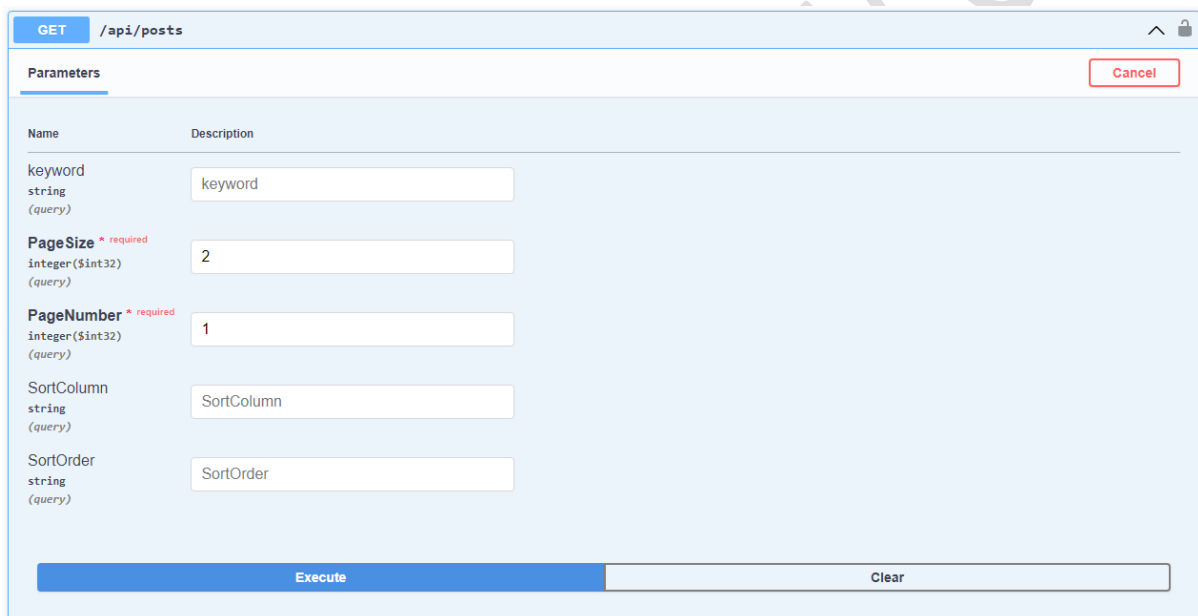 GET /api/posts
Parameters
Cancel
Name Description
keyword
string
(query)
keyword
PageSize * required
integer($int32)
(query)
2
PageNumber * required
integer($int32)
(query)
1
SortColumn
string
(query)
SortColumn
SortOrder
string
(query)
SortOrder
Execute Clear